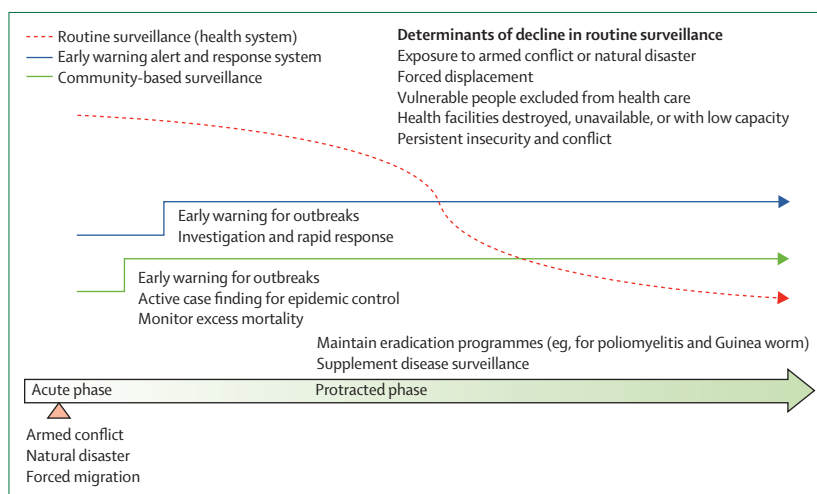 Routine surveillance (health system)
Early warning alert and response system
Community-based surveillance
Determinants of decline in routine surveillance
Exposure to armed conflict or natural disaster
Forced displacement
Vulnerable people excluded from health care
Health facilities destroyed, unavailable, or with low capacity
Persistent insecurity and conflict
Early warning for outbreaks
Investigation and rapid response
Early warning for outbreaks
Active case finding for epidemic control
Monitor excess mortality
Maintain eradication programmes (eg, for poliomyelitis and Guinea worm)
Supplement disease surveillance
Acute phase
Protracted phase
Armed conflict
Natural disaster
Forced migration